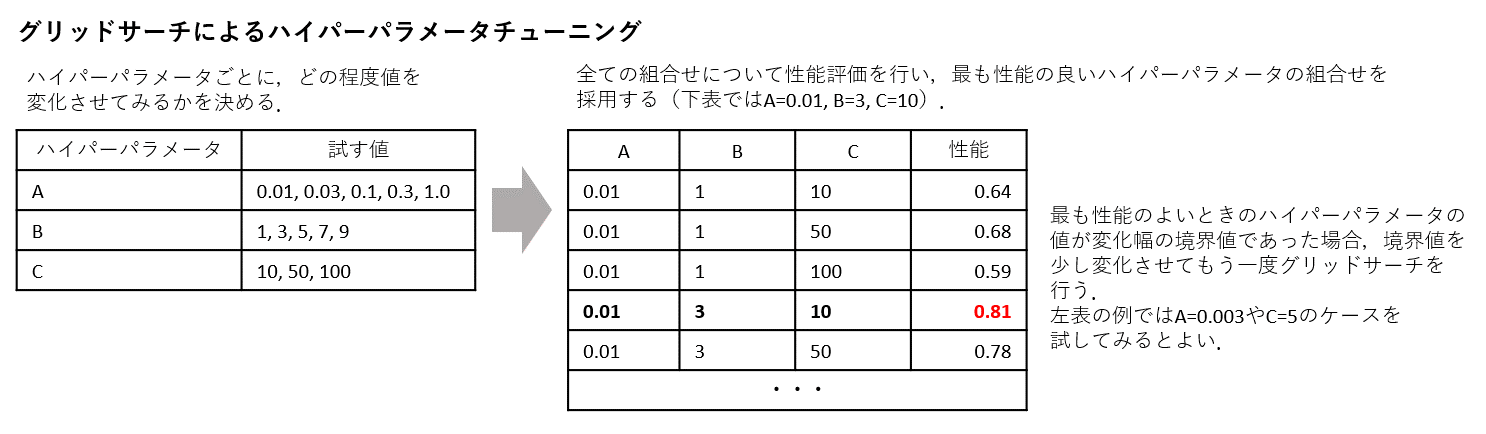 グリッドサーチによるハイパーパラメータチューニング
ハイパーパラメータごとに，どの程度値を
変化させてみるかを決める．
ハイパーパラメータ 試す値
A 0.01, 0.03, 0.1, 0.3, 1.0
B 1, 3, 5, 7, 9
C 10, 50, 100
全ての組合せについて性能評価を行い，最も性能の良いハイパーパラメータの組合せを
採用する（下表ではA=0.01, B=3, C=10）．
A B C 性能
0.01 1 10 0.64
0.01 1 50 0.68
0.01 1 100 0.59
0.01 3 10 0.81
0.01 3 50 0.78
・・・
最も性能のよいときのハイパーパラメータの
値が変化幅の境界値であった場合，境界値を
少し変化させてもう一度グリッドサーチを
行う．
左表の例ではA=0.003やC=5のケースを
試してみるとよい．